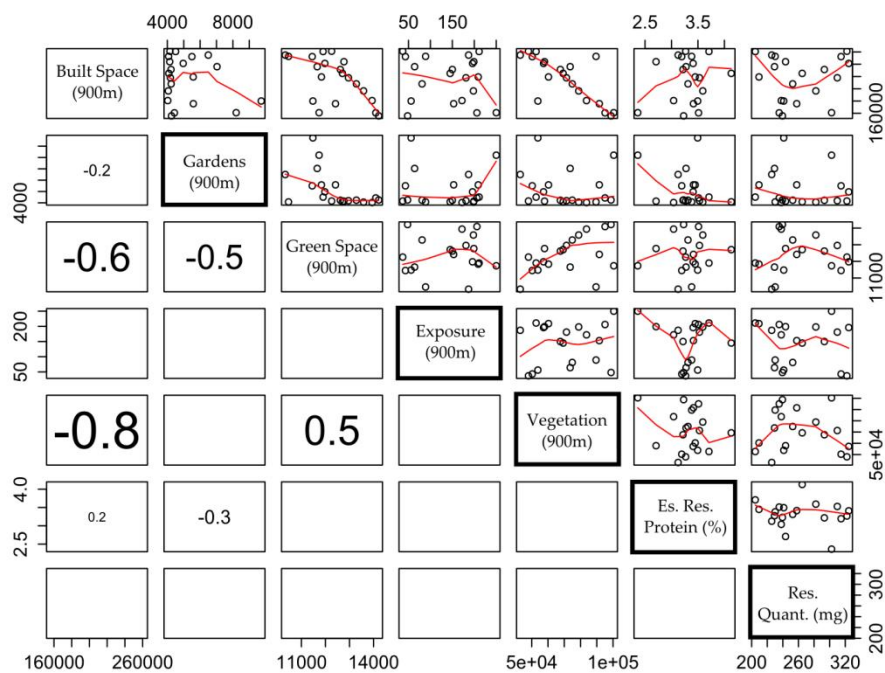 4000 8000 50 150 2.5 3.5
Built Space
(900m)
160000
4000
-0.2
Gardens
(900m)
-0.6
-0.5
Green Space
(900m)
11000
50 200
Exposure
(900m)
-0.8
0.5
Vegetation
(900m)
5e+04
2.5 4.0
0.2
-0.3
Es. Res.
Protein (%)
Res.
Quant. (mg)
200 300
160000 260000 11000 14000 5e+04 1e+05 200 260 320